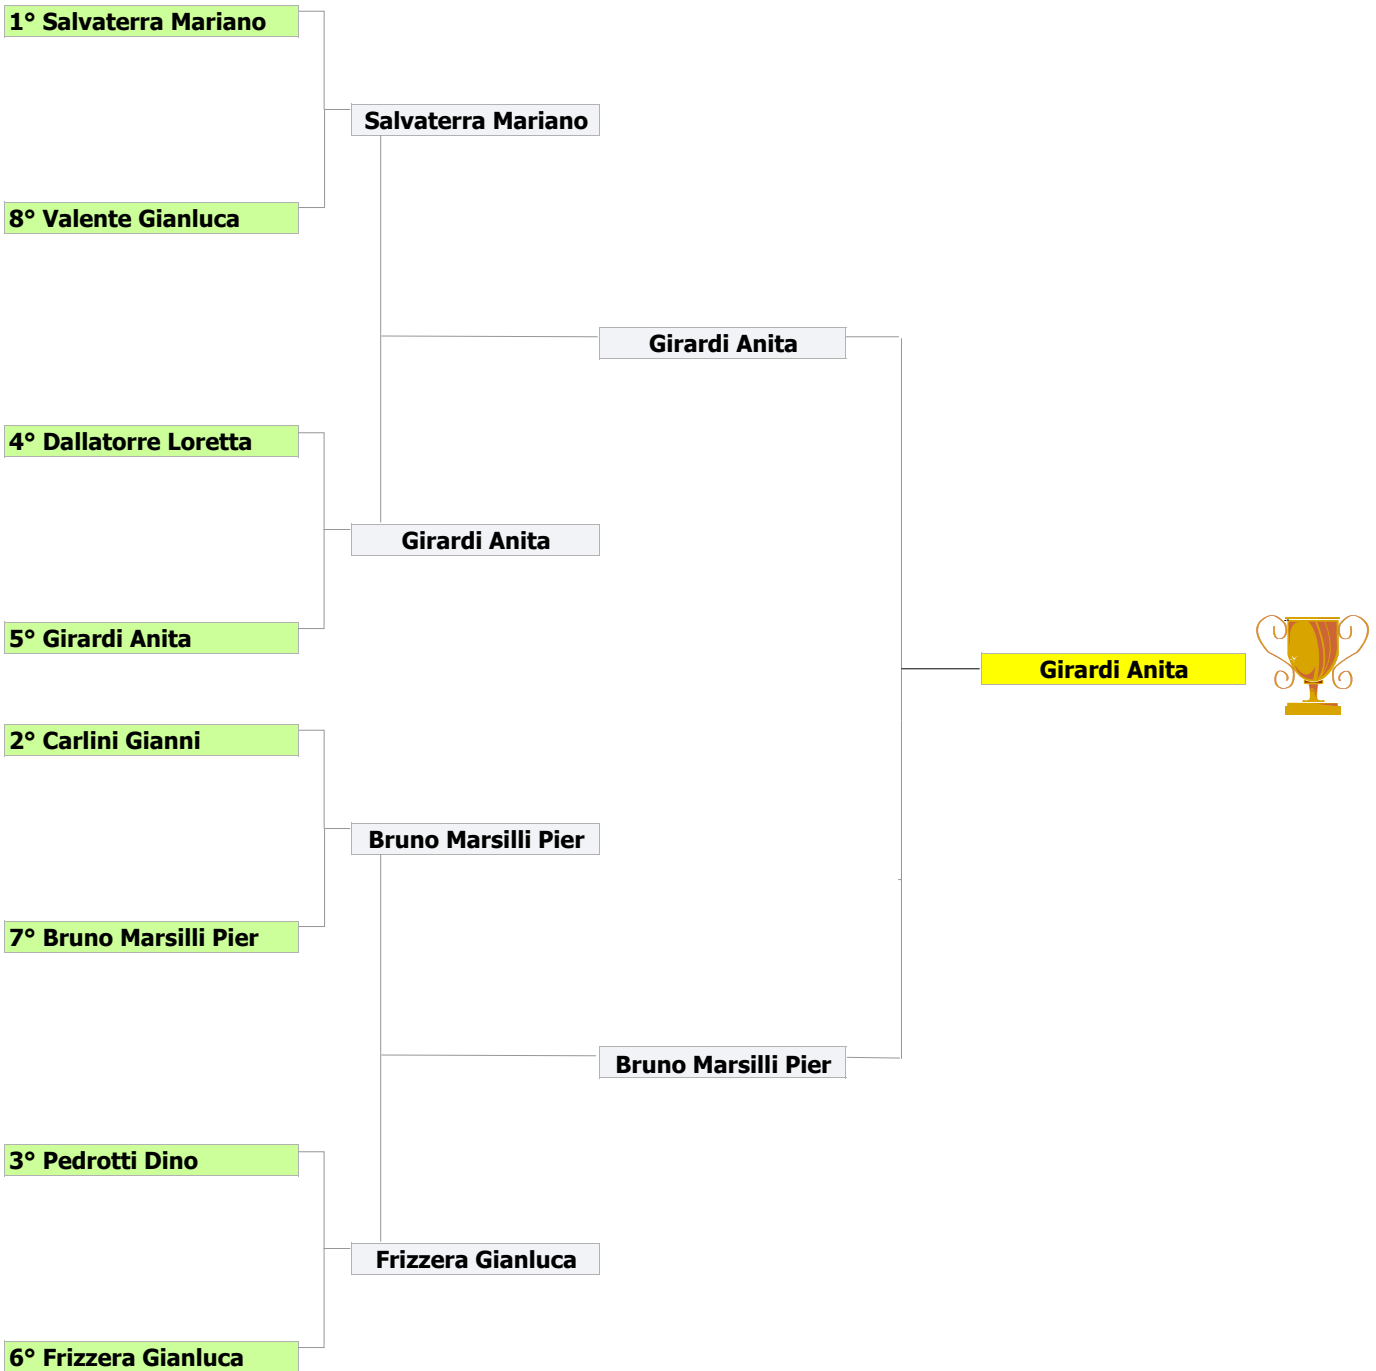 1° Salvaterra Mariano
Salvaterra Mariano
8° Valente Gianluca
Girardi Anita
4° Dallatorre Loretta
Girardi Anita
5° Girardi Anita
Girardi Anita
2° Carlini Gianni
Bruno Marsilli Pier
7° Bruno Marsilli Pier
Bruno Marsilli Pier
3° Pedrotti Dino
Frizzera Gianluca
6° Frizzera Gianluca